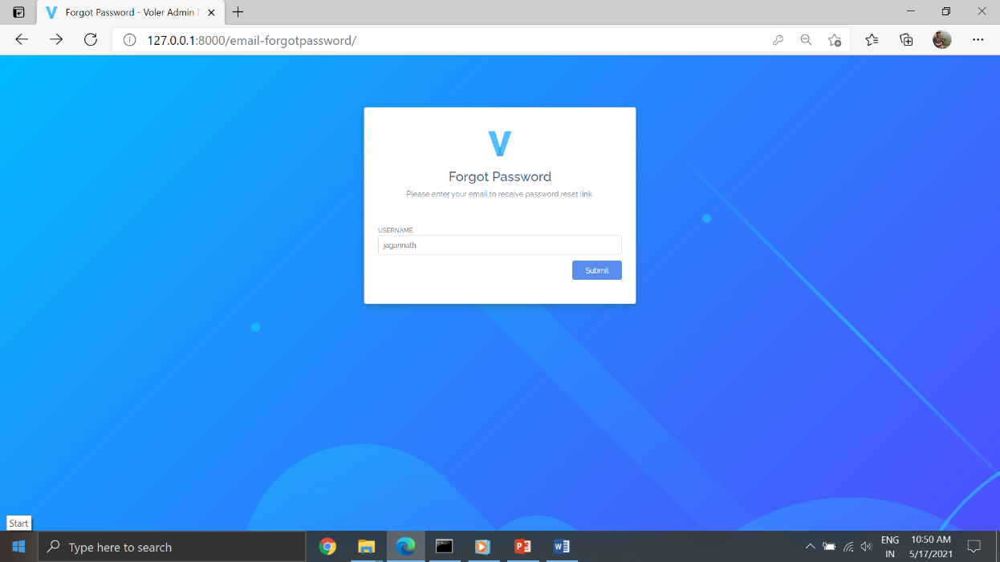 Forgot Password - Voler Admin
127.0.0.1:8000/email-forgotpassword/
V
Forgot Password
Please enter your email to receive password reset link.
USERNAME
jagannath
Submit
Start
Type here to search
ENG
IN
10:50 AM
5/17/2021